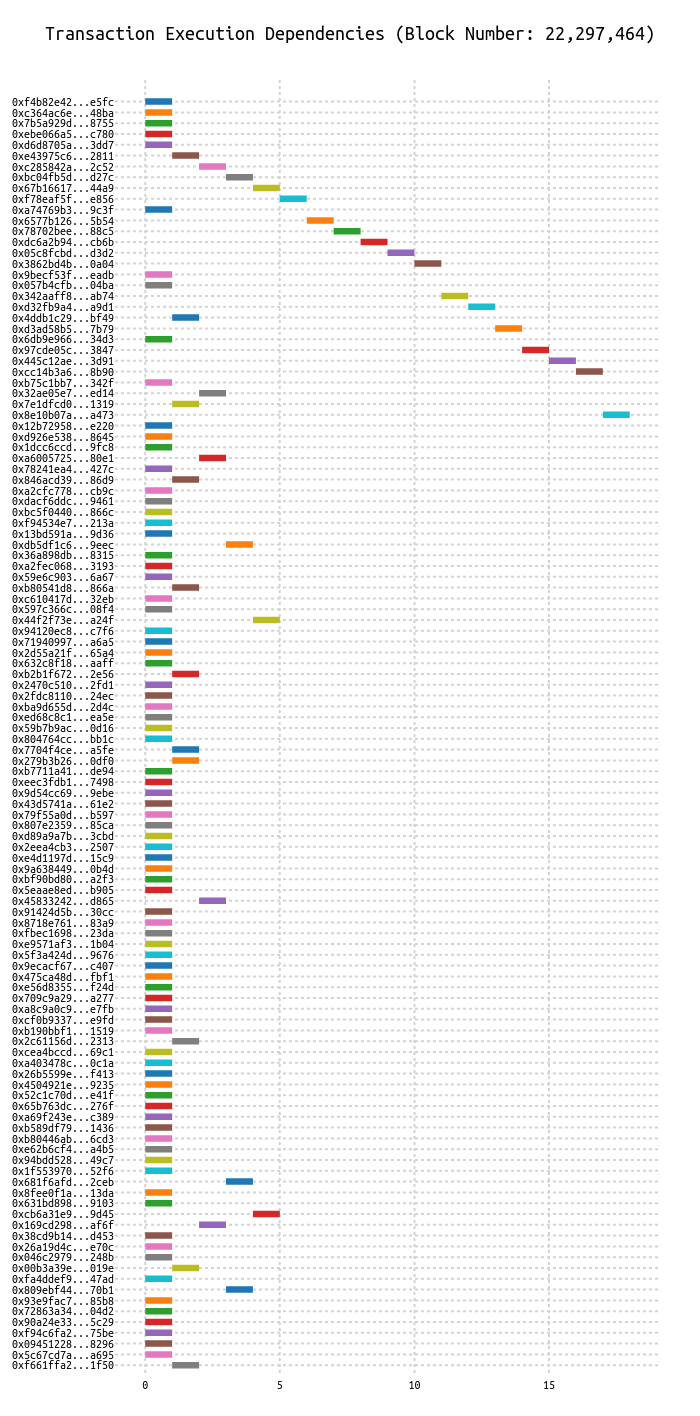 Transaction Execution Dependencies (Block Number: 22,297,464)
0xf4b82e42...e5fc
0xc364ac6e...48ba
0x7b5a929d...8755
0xebe066a5...c780
0xd6d8705a...3dd7
0xe43975c6...2811
0xc285842a...2c52
0xbc04fb5d...d27c
0x67b16617...44a9
0xf78eaf5f...e856
0xa74769b3...9c3f
0x6577b126...5b54
0x78702bee...88c5
0xdc6a2b94...cb6b
0x05c8fcbd...d3d2
0x3862bd4b...0a04
0x9becf53f...eadb
0x057b4cfb...04ba
0x342aaff8...ab74
0xd32fb9a4...a9d1
0x4ddb1c29...bf49
0xd3ad58b5...7b79
0x6db9e966...34d3
0x97cde05c...3847
0x445c12ae...3d91
0xcc14b3a6...8b90
0xb75c1bb7...342f
0x32ae05e7...ed14
0x7e1dfcd0...1319
0x8e10b07a...a473
0x12b72958...e220
0xd926e538...8645
0x1dcc6ccd...9fc8
0xa6005725...80e1
0x78241ea4...427c
0x846acd39...86d9
0xa2cfc778...cb9c
0xdacf6ddc...9461
0xbc5f0440...866c
0xf94534e7...213a
0x13bd591a...9d36
0xdb5df1c6...9eec
0x36a898db...8315
0xa2fec068...3193
0x59e6c903...6a67
0xb80541d8...866a
0xc610417d...32eb
0x597c366c...08f4
0x44f2f73e...a24f
0x94120ec8...c7f6
0x71940997...a6a5
0x2d55a21f...65a4
0x632c8f18...aaff
0xb2b1f672...2e56
0x2470c510...2fd1
0x2fdc8110...24ec
0xba9d655d...2d4c
0xed68c8c1...ea5e
0x59b7b9ac...0d16
0x804764cc...bb1c
0x7704f4ce...a5fe
0x279b3b26...0df0
0xb7711a41...de94
0xeec3fdb1...7498
0x9d54cc69...9ebe
0x43d5741a...61e2
0x79f55a0d...b597
0x807e2359...85ca
0xd89a9a7b...3cbd
0x2eea4cb3...2507
0xe4d1197d...15c9
0x9a638449...0b4d
0xbf90bd80...a2f3
0x5eaae8ed...b905
0x45833242...d865
0x91424d5b...30cc
0x8718e761...83a9
0xfbec1698...23da
0xe9571af3...1b04
0x5f3a424d...9676
0x9ecacf67...c407
0x475ca48d...fbf1
0xe56d8355...f24d
0x709c9a29...a277
0xa8c9a0c9...e7fb
0xcf0b9337...e9fd
0xb190bbf1...1519
0x2c61156d...2313
0xcea4bccd...69c1
0xa403478c...0c1a
0x26b5599e...f413
0x4504921e...9235
0x52c1c70d...e41f
0x65b763dc...276f
0xa69f243e...c389
0xb589df79...1436
0xb80446ab...6cd3
0xe62b6cf4...a4b5
0x94bdd528...49c7
0x1f553970...52f6
0x681f6afd...2ceb
0x8fee0f1a...13da
0x631bd898...9103
0xcb6a31e9...9d45
0x169cd298...af6f
0x38cd9b14...d453
0x26a19d4c...e70c
0x046c2979...248b
0x00b3a39e...019e
0xfa4ddef9...47ad
0x809ebf44...70b1
0x93e9fac7...85b8
0x72863a34...04d2
0x90a24e33...5c29
0xf94c6fa2...75be
0x09451228...8296
0x5c67cd7a...a695
0xf661ffa2...1f50
0 5 10 15